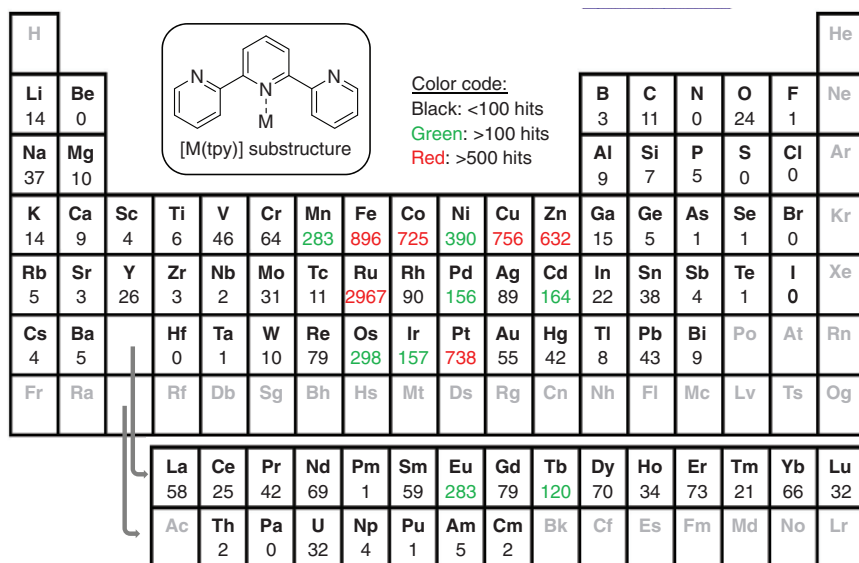 H He
N N
N
M
[M(tpy)] substructure
Color code:
Black: <100 hits
Green: >100 hits
Red: >500 hits
Li Be B C N O F Ne
14 0 3 11 0 24 1
Na Mg Al Si P S Cl Ar
37 10 9 7 5 0 0
K Ca Sc Ti V Cr Mn Fe Co Ni Cu Zn Ga Ge As Se Br Kr
14 9 4 6 46 64 283 896 725 390 756 632 15 5 1 1 0
Rb Sr Y Zr Nb Mo Tc Ru Rh Pd Ag Cd In Sn Sb Te I Xe
5 3 26 3 2 31 11 2967 90 156 89 164 22 38 4 1 0
Cs Ba Hf Ta W Re Os Ir Pt Au Hg Tl Pb Bi Po At Rn
4 5 0 1 10 79 298 157 738 55 42 8 43 9
Fr Ra Rf Db Sg Bh Hs Mt Ds Rg Cn Nh Fl Mc Lv Ts Og
La Ce Pr Nd Pm Sm Eu Gd Tb Dy Ho Er Tm Yb Lu
58 25 42 69 1 59 283 79 120 70 34 73 21 66 32
Ac Th Pa U Np Pu Am Cm Bk Cf Es Fm Md No Lr
2 0 32 4 1 5 2